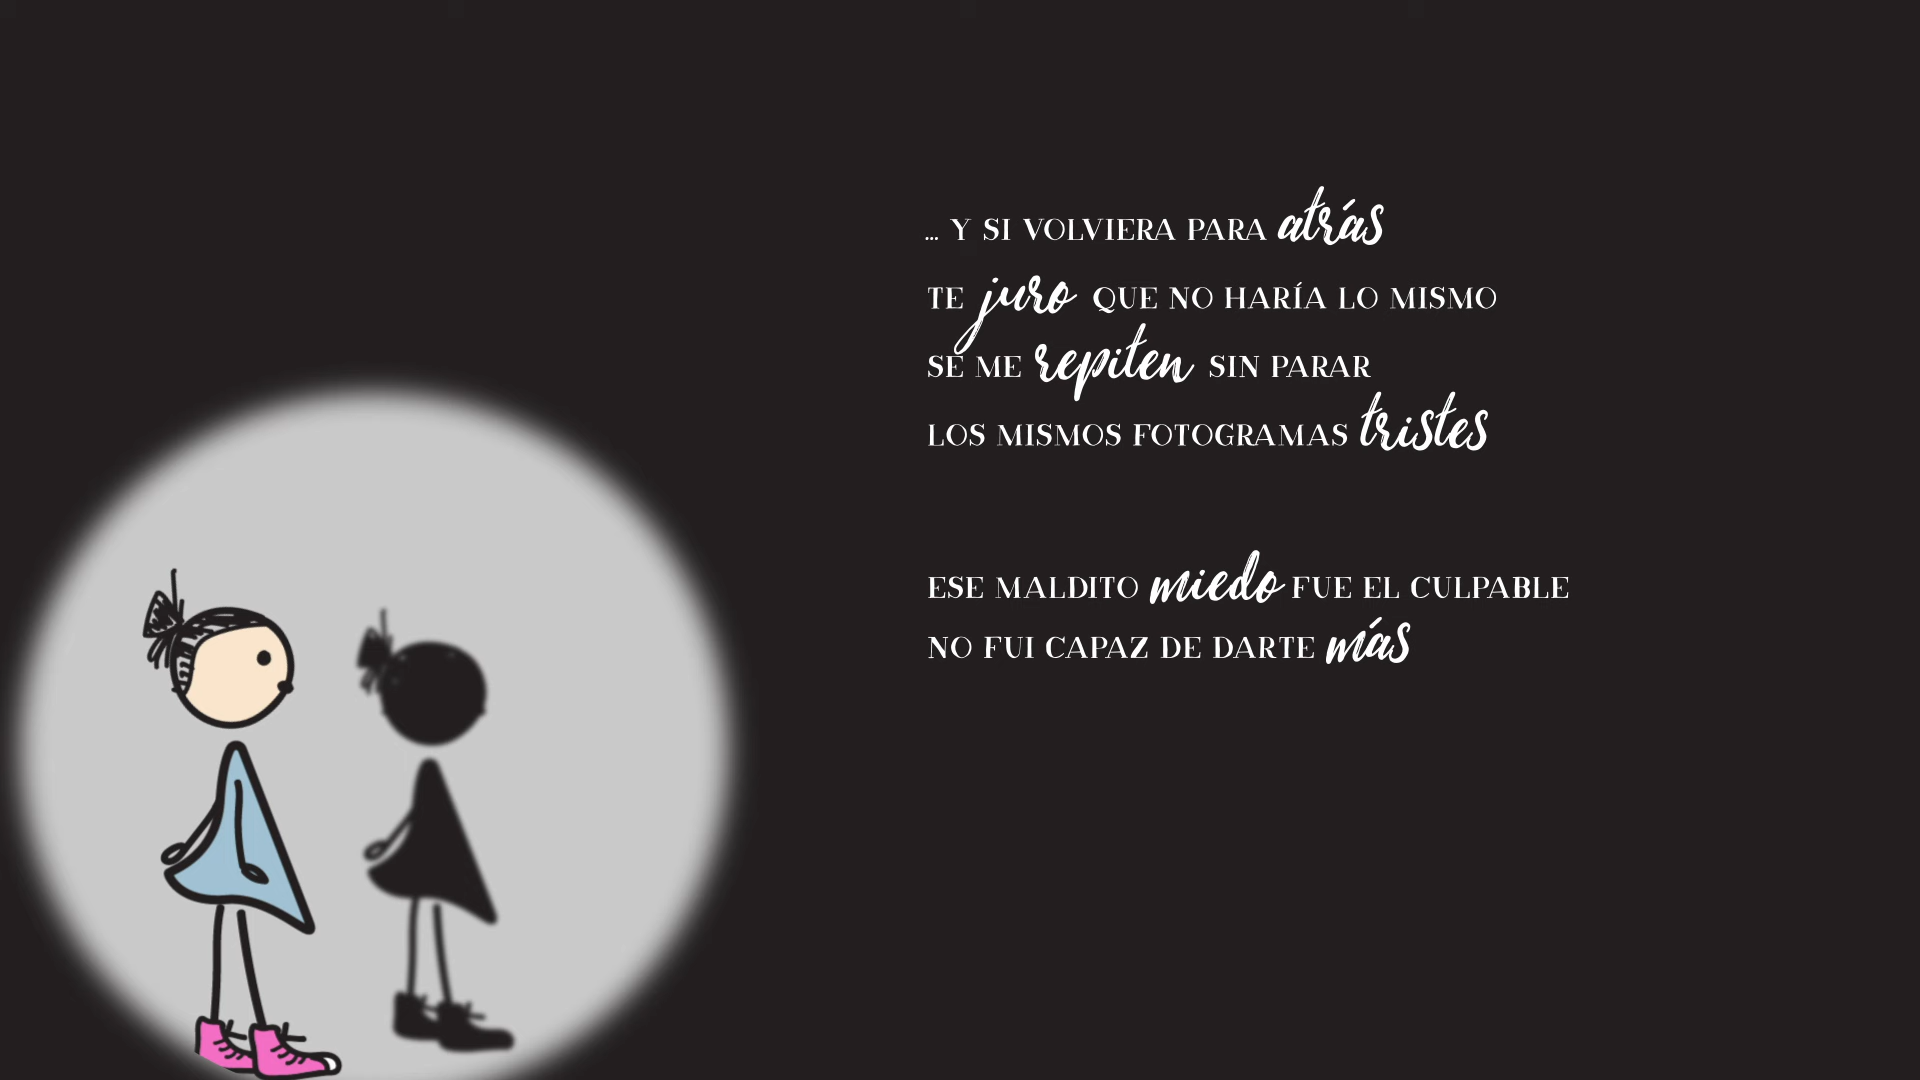 ... Y SI VOLVIERA PARA atrás
TE juro QUE NO HARÍA LO MISMO
SE ME repiten SIN PARAR
LOS MISMOS FOTOGRAMAS tristes
ESE MALDITO miedo FUE EL CULPABLE
NO FUI CAPAZ DE DARTE más